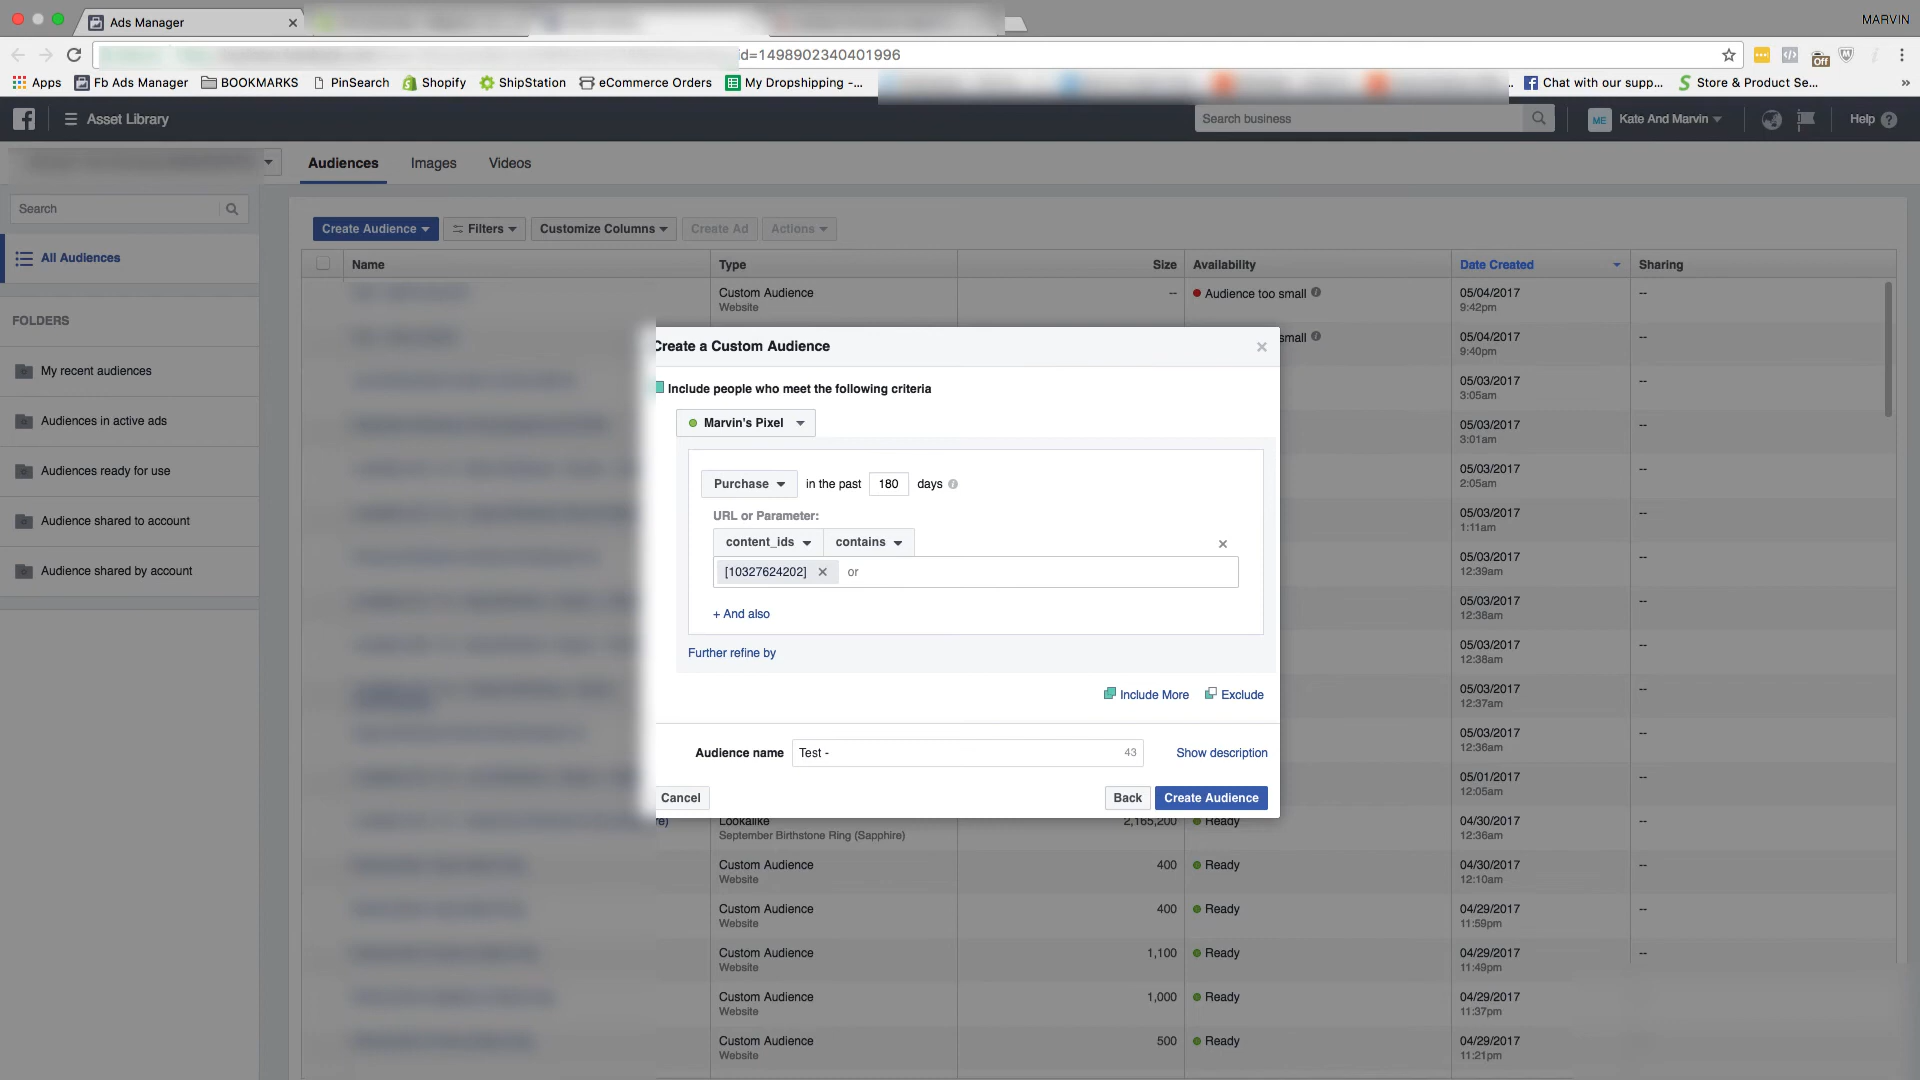 MARVIN
Ads Manager
id=1498902340401996
Off
Apps Fb Ads Manager BOOKMARKS PinSearch Shopify ShipStation eCommerce Orders My Dropshipping -... Chat with our supp... Store & Product Se... »
Asset Library
Search business
ME Kate And Marvin
Help ?
Audiences Images Videos
Search
All Audiences
FOLDERS
My recent audiences
Audiences in active ads
Audiences ready for use
Audience shared to account
Audience shared by account
Create Audience Filters Customize Columns Create Ad Actions
Name Type Size Availability Date Created Sharing
Custom Audience -- Audience too small 05/04/2017 --
Website 9:42pm
small 05/04/2017 --
9:40pm
05/03/2017 --
3:05am
05/03/2017 --
3:01am
05/03/2017 --
2:05am
05/03/2017 --
1:11am
05/03/2017 --
12:39am
05/03/2017 --
12:38am
05/03/2017 --
12:38am
05/03/2017 --
12:37am
05/03/2017 --
12:36am
05/01/2017 --
12:05am
Create a Custom Audience
Include people who meet the following criteria
Marvin's Pixel
Purchase in the past 180 days
URL or Parameter:
content_ids contains
[10327624202] or
+ And also
Further refine by
Include More Exclude
Audience name Test - 43 Show description
Cancel Back Create Audience
re) Lookalike 2,165,200 Ready 04/30/2017 --
September Birthstone Ring (Sapphire) 12:36am
Custom Audience 400 Ready 04/30/2017 --
Website 12:10am
Custom Audience 400 Ready 04/29/2017 --
Website 11:59pm
Custom Audience 1,100 Ready 04/29/2017 --
Website 11:49pm
Custom Audience 1,000 Ready 04/29/2017
Website 11:37pm
Custom Audience 500 Ready 04/29/2017
Website 11:21pm